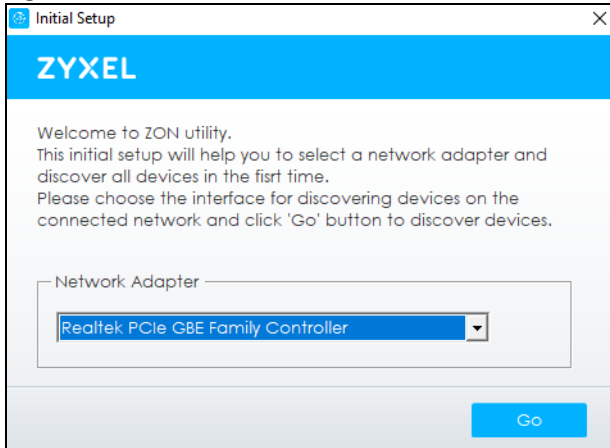 Initial Setup
ZYXEL
Welcome to ZON utility.
This initial setup will help you to select a network adapter and
discover all devices in the fisrt time.
Please choose the interface for discovering devices on the
connected network and click 'Go' button to discover devices.
Network Adapter
Realtek PCIe GBE Family Controller
Go